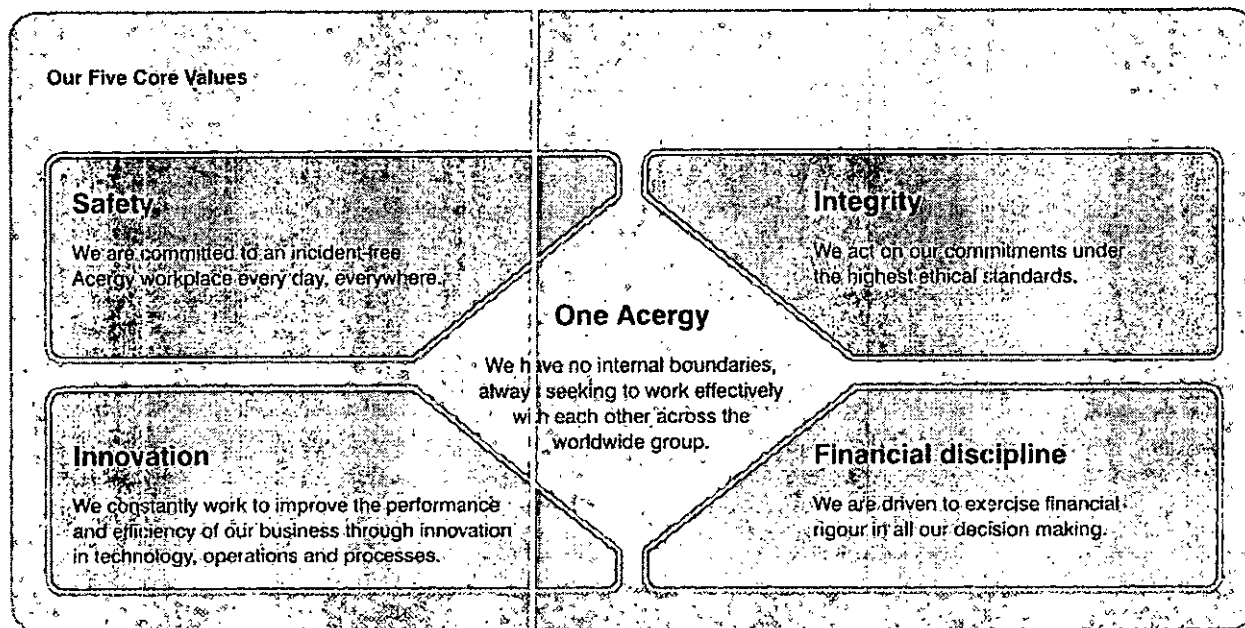 Our Five Core Values
Safety
We are committed to an incident-free
Acergy workplace every day, everywhere.
Integrity
We act on our commitments under
the highest ethical standards.
One Acergy
We have no internal boundaries,
always seeking to work effectively
with each other across the
worldwide group.
Innovation
We constantly work to improve the performance
and efficiency of our business through innovation
in technology, operations and processes.
Financial discipline
We are driven to exercise financial
rigour in all our decision making.